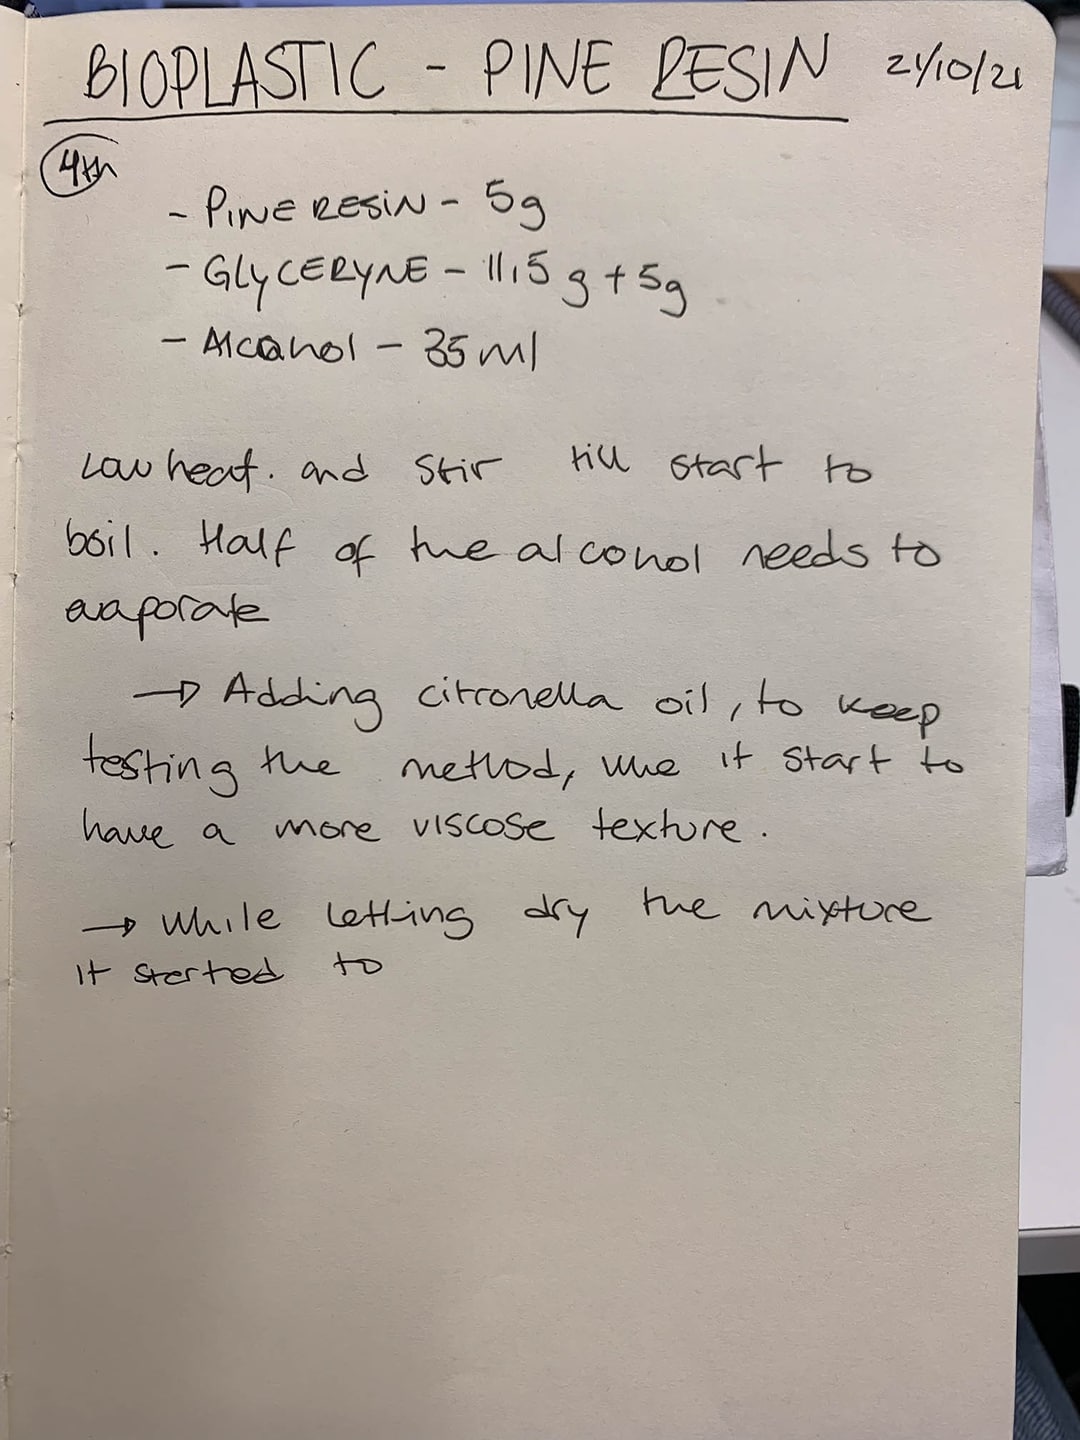 BIOPLASTIC - PINE RESIN 21/10/21
4th
- PINE RESIN - 5g
- GLYCERYNE - 11,5 g + 5g
- Alcohol - 35 ml
Low heat. and stir till start to
boil. Half of the alcohol needs to
evaporate
→ Adding citronella oil, to keep
testing the method, it start to
have a more viscose texture.
→ While letting dry the mixture
it started to